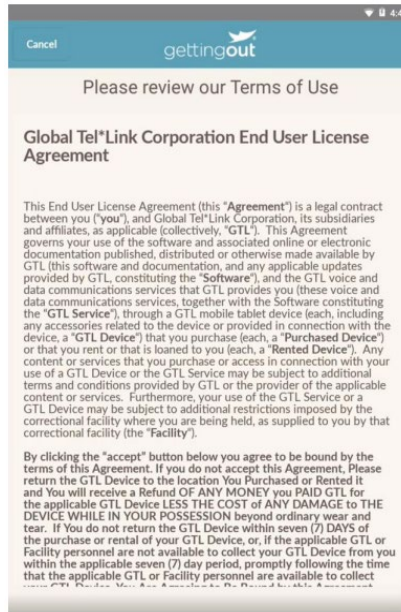 4:4
Cancel
gettingout
Please review our Terms of Use
Global Tel*Link Corporation End User License
Agreement
This End User License Agreement (this "Agreement") is a legal contract
between you ("you"), and Global Tel*Link Corporation, its subsidiaries
and affiliates, as applicable (collectively, "GTL"). This Agreement
governs your use of the software and associated online or electronic
documentation published, distributed or otherwise made available by
GTL (this software and documentation, and any applicable updates
provided by GTL, constituting the "Software"), and the GTL voice and
data communications services that GTL provides you (these voice and
data communications services, together with the Software constituting
the "GTL Service"), through a GTL mobile tablet device (each, including
any accessories related to the device or provided in connection with the
device, a "GTL Device") that you purchase (each, a "Purchased Device")
or that you rent or that is loaned to you (each, a "Rented Device"). Any
content or services that you purchase or access in connection with your
use of a GTL Device or the GTL Service may be subject to additional
terms and conditions provided by GTL or the provider of the applicable
content or services. Furthermore, your use of the GTL Service or a
GTL Device may be subject to additional restrictions imposed by the
correctional facility where you are being held, as supplied to you by that
correctional facility (the "Facility").
By clicking the "accept" button below you agree to be bound by the
terms of this Agreement. If you do not accept this Agreement, Please
return the GTL Device to the location You Purchased or Rented it
and You will receive a Refund OF ANY MONEY you PAID GTL for
the applicable GTL Device LESS THE COST of ANY DAMAGE to THE
DEVICE WHILE IN YOUR POSSESSION beyond ordinary wear and
tear. If You do not return the GTL Device within seven (7) DAYS of
the purchase or rental of your GTL Device, or, If the applicable GTL or
Facility personnel are not available to collect your GTL Device from you
within the applicable seven (7) day period, promptly following the time
that the applicable GTL or Facility personnel are available to collect
your GTL Device, You Are Agreeing to Be Bound by this Agreement